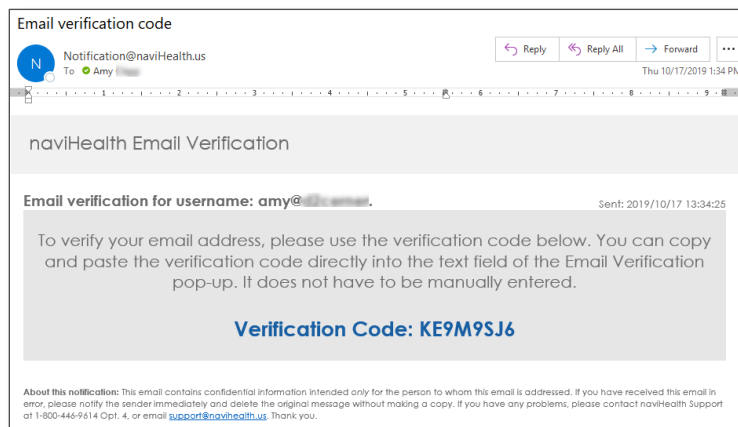 Email verification code
N
Notification@naviHealth.us
To Amy
Reply Reply All Forward ...
Thu 10/17/2019 1:34 PM
1 2 3 4 5 6 7 8 9
naviHealth Email Verification
Email verification for username: amy@
Sent: 2019/10/17 13:34:25
To verify your email address, please use the verification code below. You can copy
and paste the verification code directly into the text field of the Email Verification
pop-up. It does not have to be manually entered.
Verification Code: KE9M9SJ6
About this notification: This email contains confidential information intended only for the person to whom this email is addressed. If you have received this email in
error, please notify the sender immediately and delete the original message without making a copy. If you have any problems, please contact naviHealth Support
at 1-800-446-9614 Opt. 4, or email support@navihealth.us. Thank you.